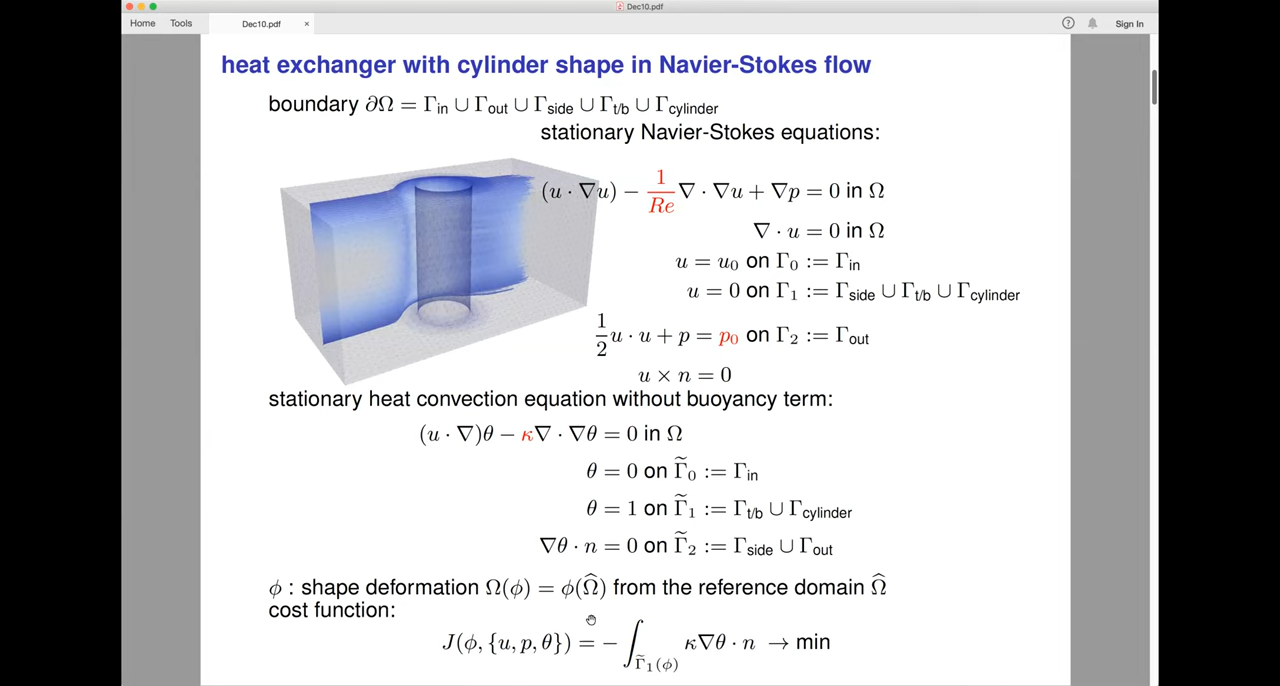 Dec10.pdf
Home Tools Dec10.pdf × ? Sign In
heat exchanger with cylinder shape in Navier-Stokes flow
boundary ∂Ω = Γin ∪ Γout ∪ Γside ∪ Γt/b ∪ Γcylinder
stationary Navier-Stokes equations:
(u · ∇u) − 1/Re ∇ · ∇u + ∇p = 0 in Ω
∇ · u = 0 in Ω
u = u0 on Γ0 := Γin
u = 0 on Γ1 := Γside ∪ Γt/b ∪ Γcylinder
1/2 u · u + p = p0 on Γ2 := Γout
u × n = 0
stationary heat convection equation without buoyancy term:
(u · ∇)θ − κ∇ · ∇θ = 0 in Ω
θ = 0 on Γ̃0 := Γin
θ = 1 on Γ̃1 := Γt/b ∪ Γcylinder
∇θ · n = 0 on Γ̃2 := Γside ∪ Γout
ϕ : shape deformation Ω(ϕ) = ϕ(Ω̂) from the reference domain Ω̂
cost function:
J(ϕ, {u, p, θ}) = − ∫Γ̃1(ϕ) κ∇θ · n → min